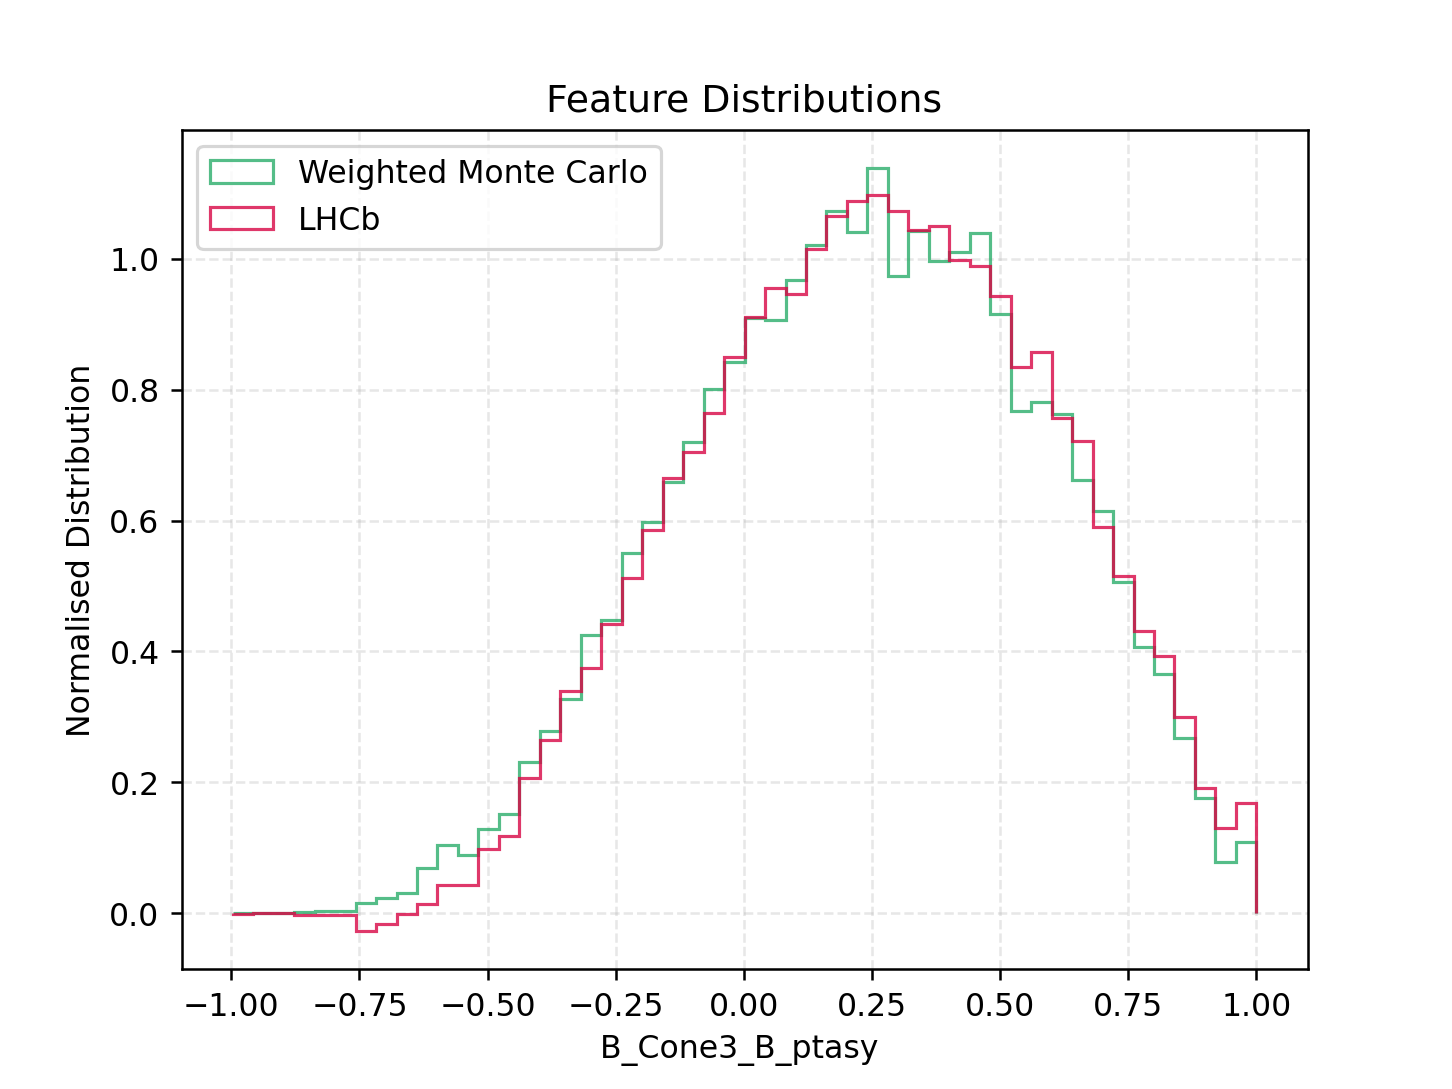 Feature Distributions
Weighted Monte Carlo
LHCb
Normalised Distribution
1.0
0.8
0.6
0.4
0.2
0.0
−1.00 −0.75 −0.50 −0.25 0.00 0.25 0.50 0.75 1.00
B_Cone3_B_ptasy